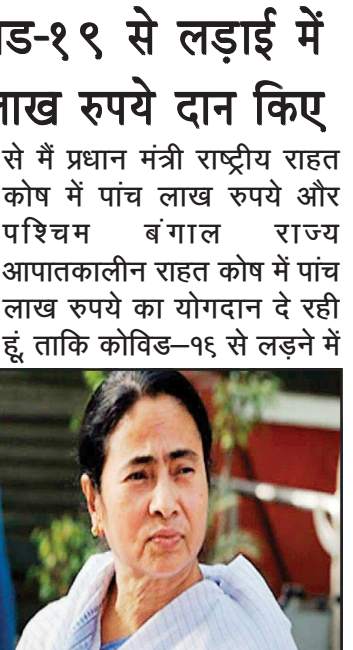 ड-१९ से लड़ाई में
लाख रुपये दान किए
से मैं प्रधान मंत्री राष्ट्रीय राहत
कोष में पांच लाख रुपये और
पश्चिम बंगाल राज्य
आपातकालीन राहत कोष में पांच
लाख रुपये का योगदान दे रही
हूं, ताकि कोविड–१९ से लड़ने में